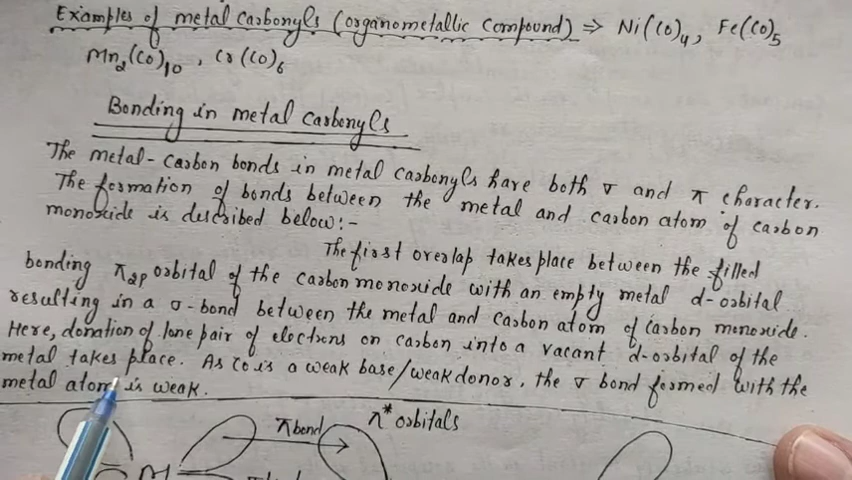 Examples of metal carbonyls (organometallic compound) ⇒ Ni(CO)4, Fe(CO)5
Mn2(CO)10, Cr(CO)6
Bonding in metal carbonyls
The metal-carbon bonds in metal carbonyls have both σ and π character.
The formation of bonds between the metal and carbon atom of carbon
monoxide is described below:-
The first overlap takes place between the filled
bonding π2p orbital of the carbon monoxide with an empty metal d-orbital
resulting in a σ-bond between the metal and carbon atom of carbon monoxide.
Here, donation of lone pair of electrons on carbon into a vacant d-orbital of the
metal takes place. As CO is a weak base/weak donor, the σ bond formed with the
metal atom is weak.
π bond π* orbitals
M